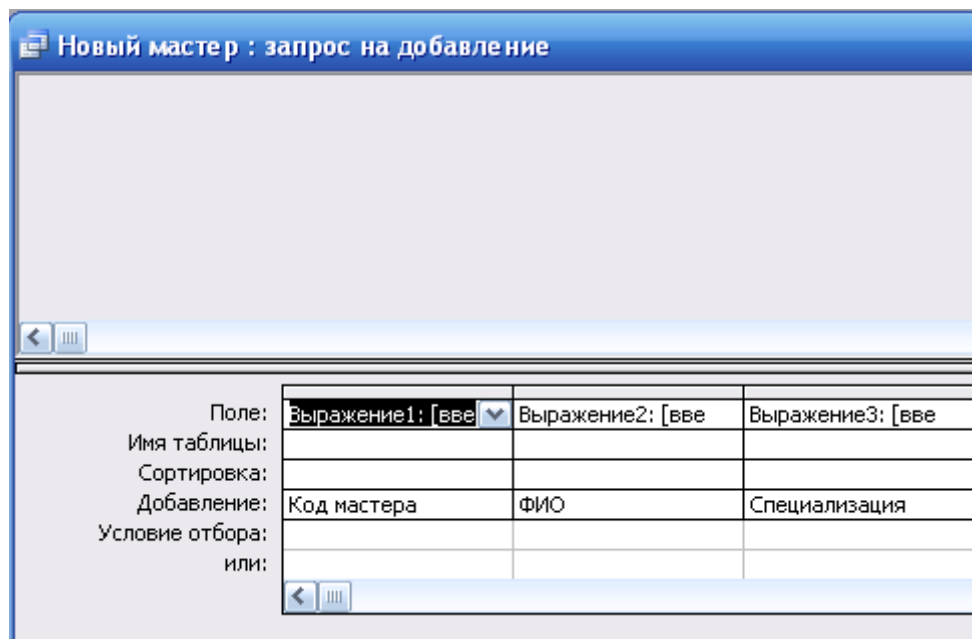 Новый мастер : запрос на добавление
Поле: Выражение1: [вве Выражение2: [вве Выражение3: [вве
Имя таблицы:
Сортировка:
Добавление: Код мастера ФИО Специализация
Условие отбора:
или: